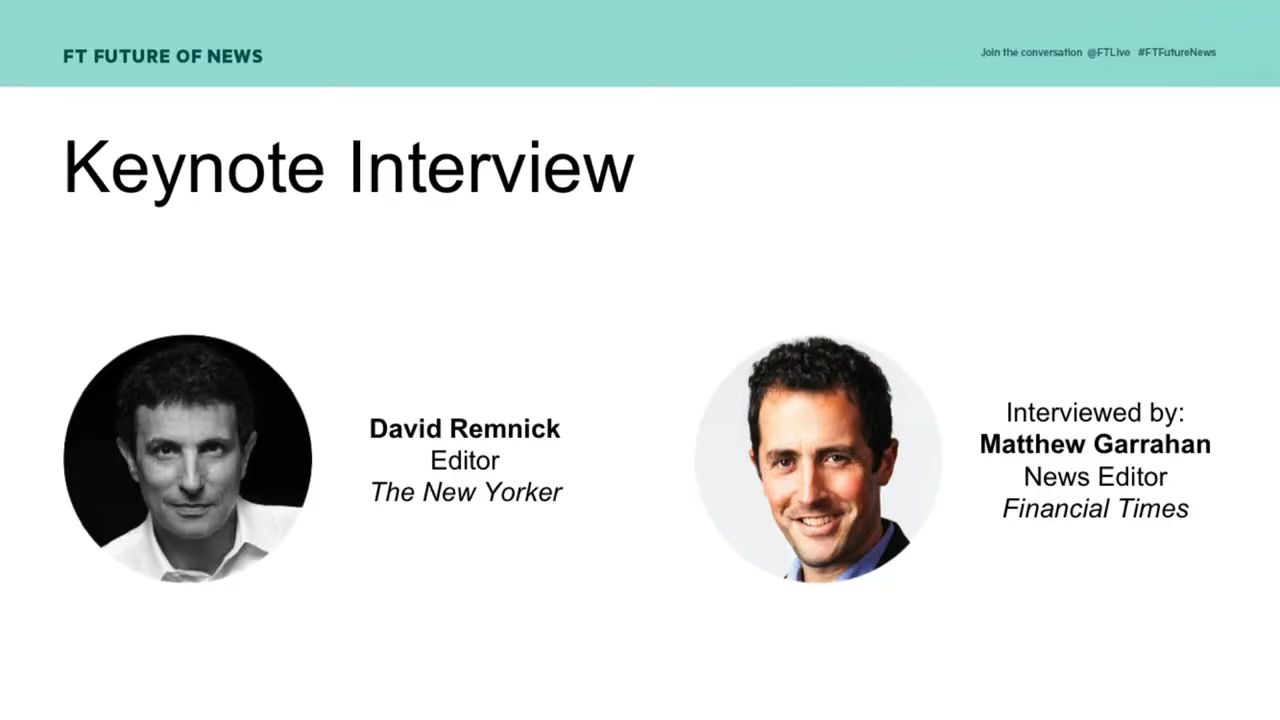 FT FUTURE OF NEWS
Join the conversation @FTLive #FTFutureNews
Keynote Interview
David Remnick
Editor
The New Yorker
Interviewed by:
Matthew Garrahan
News Editor
Financial Times